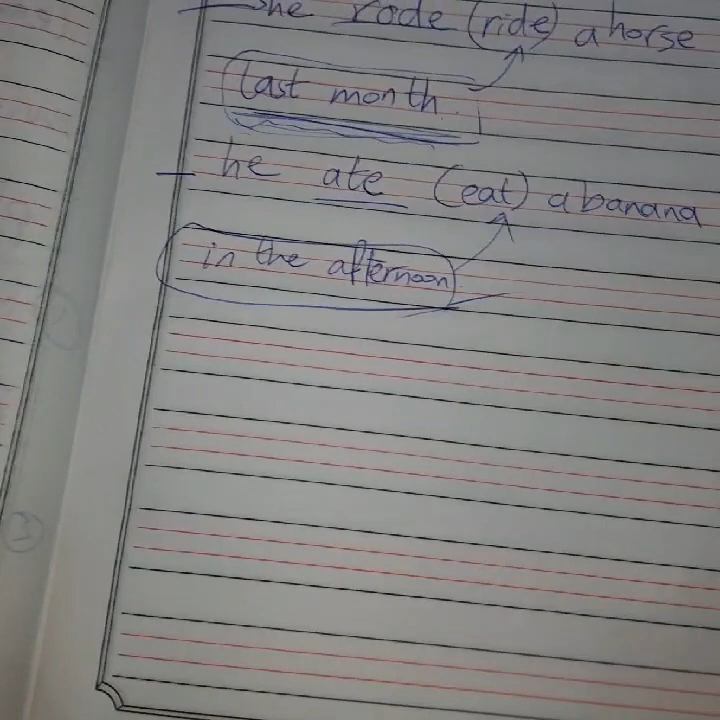 — she rode (ride) a horse
last month.
— he ate (eat) a banana
in the afternoon